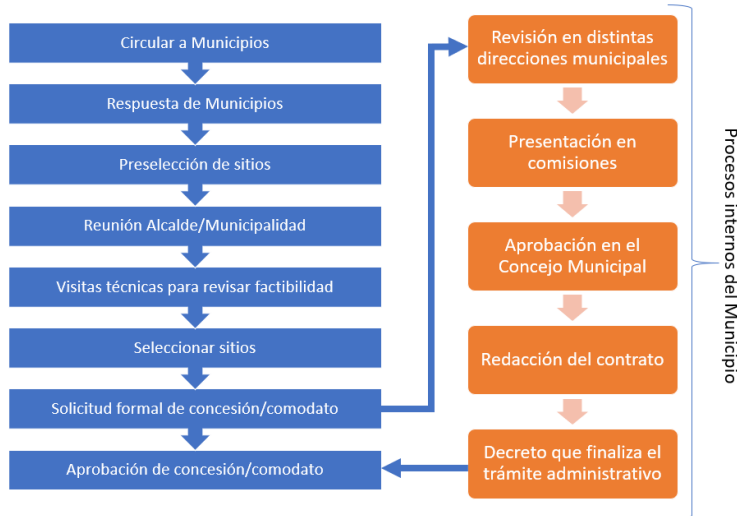 Circular a Municipios
Respuesta de Municipios
Preselección de sitios
Reunión Alcalde/Municipalidad
Visitas técnicas para revisar factibilidad
Seleccionar sitios
Solicitud formal de concesión/comodato
Aprobación de concesión/comodato
Revisión en distintas
direcciones municipales
Presentación en
comisiones
Aprobación en el
Concejo Municipal
Redacción del contrato
Decreto que finaliza el
trámite administrativo
Procesos internos del Municipio